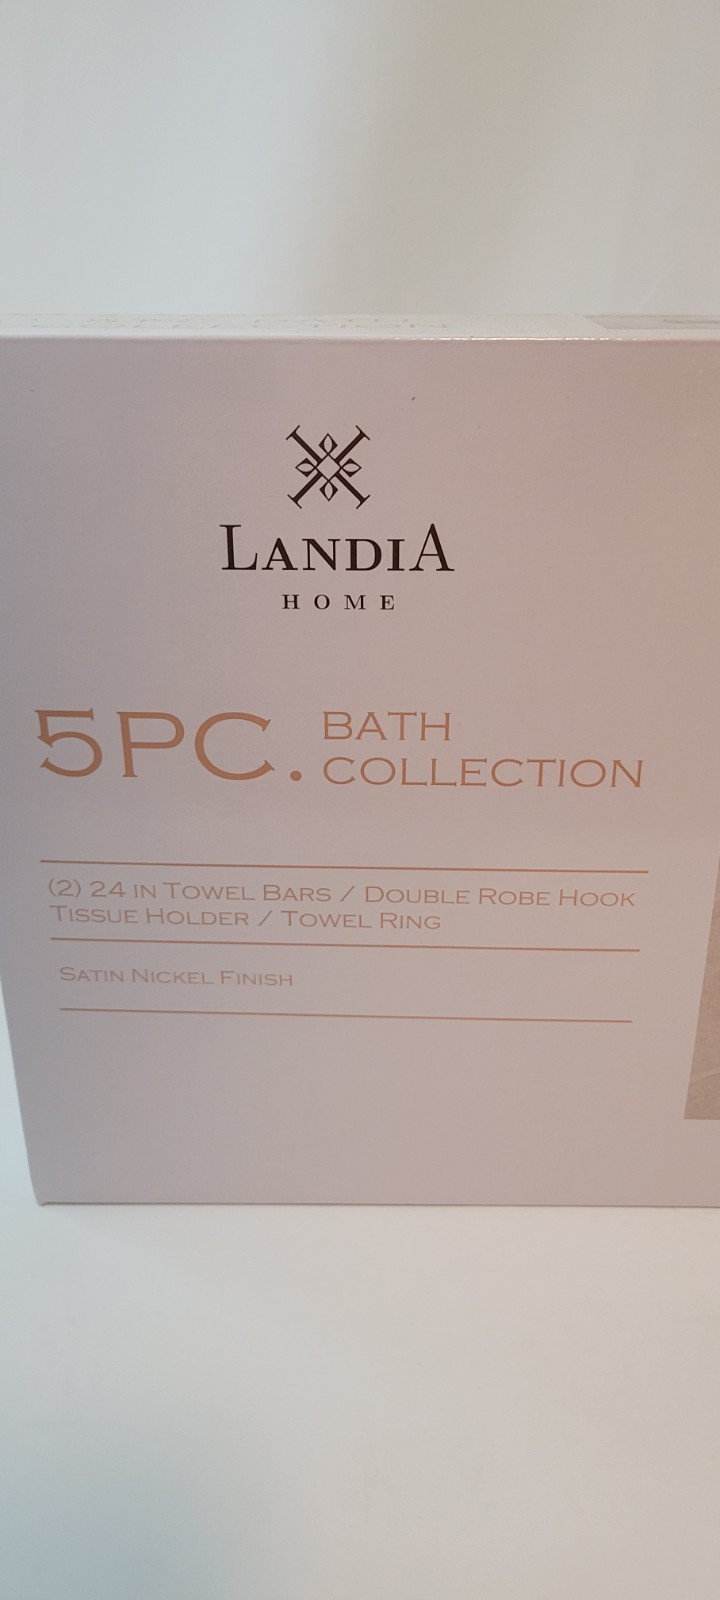 COLLECTION
LANDIA
HOME
5PC. BATH
COLLECTION
(2) 24 IN TOWEL BARS / DOUBLE ROBE HOOK
TISSUE HOLDER / TOWEL RING
SATIN NICKEL FINISH